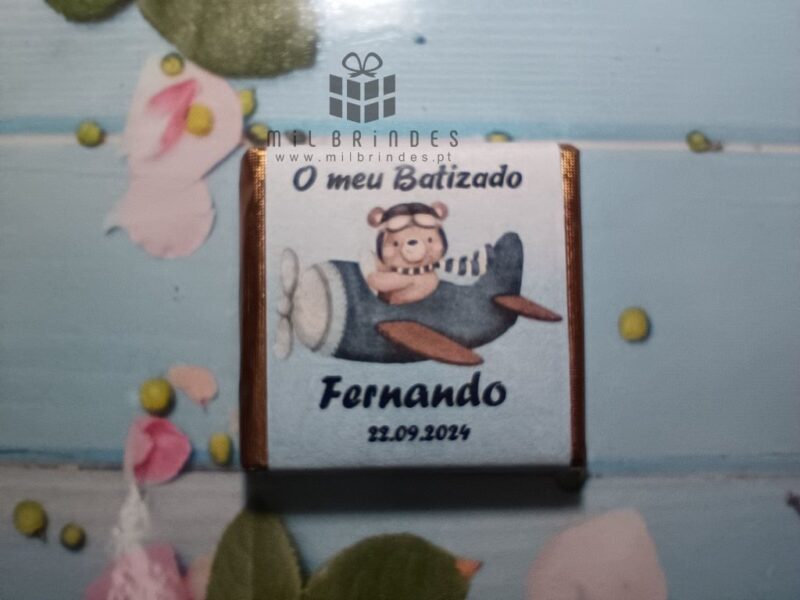 MIL BRINDES
www.milbrindes.pt
O meu Batizado
Fernando
22.09.2024